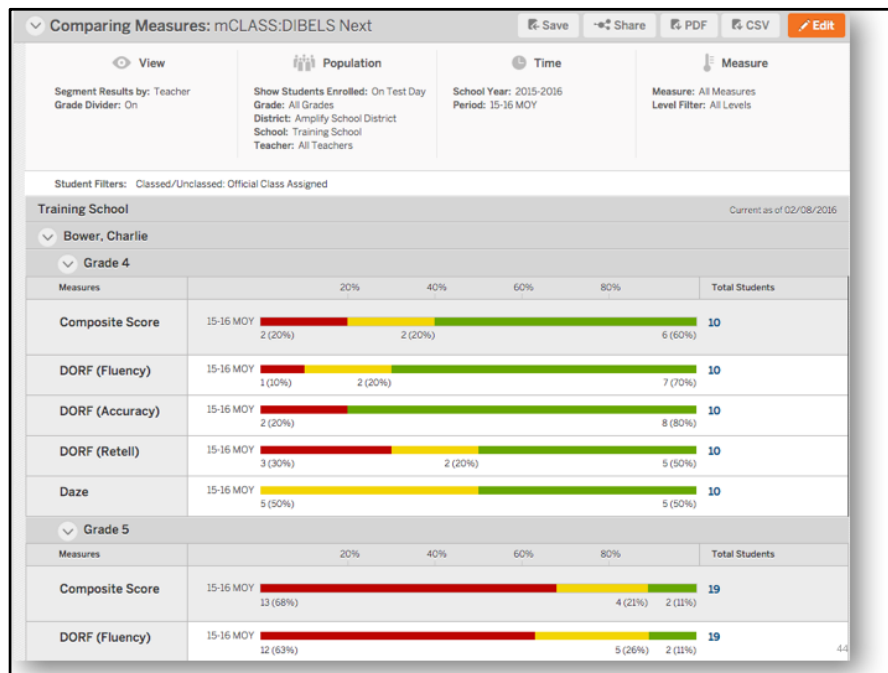 Comparing Measures: mCLASS:DIBELS Next
Save
Share
PDF
CSV
Edit
View
Segment Results by: Teacher
Grade Divider: On
Population
Show Students Enrolled: On Test Day
Grade: All Grades
District: Amplify School District
School: Training School
Teacher: All Teachers
Time
School Year: 2015-2016
Period: 15-16 MOY
Measure
Measure: All Measures
Level Filter: All Levels
Student Filters: Classed/Unclassed: Official Class Assigned
Training School Current as of 02/08/2016
Bower, Charlie
Grade 4
Measures 20% 40% 60% 80% Total Students
Composite Score 15-16 MOY 10
2 (20%) 2 (20%) 6 (60%)
DORF (Fluency) 15-16 MOY 10
1 (10%) 2 (20%) 7 (70%)
DORF (Accuracy) 15-16 MOY 10
2 (20%) 8 (80%)
DORF (Retell) 15-16 MOY 10
3 (30%) 2 (20%) 5 (50%)
Daze 15-16 MOY 10
5 (50%) 5 (50%)
Grade 5
Measures 20% 40% 60% 80% Total Students
Composite Score 15-16 MOY 19
13 (68%) 4 (21%) 2 (11%)
DORF (Fluency) 15-16 MOY 19
12 (63%) 5 (26%) 2 (11%)
44